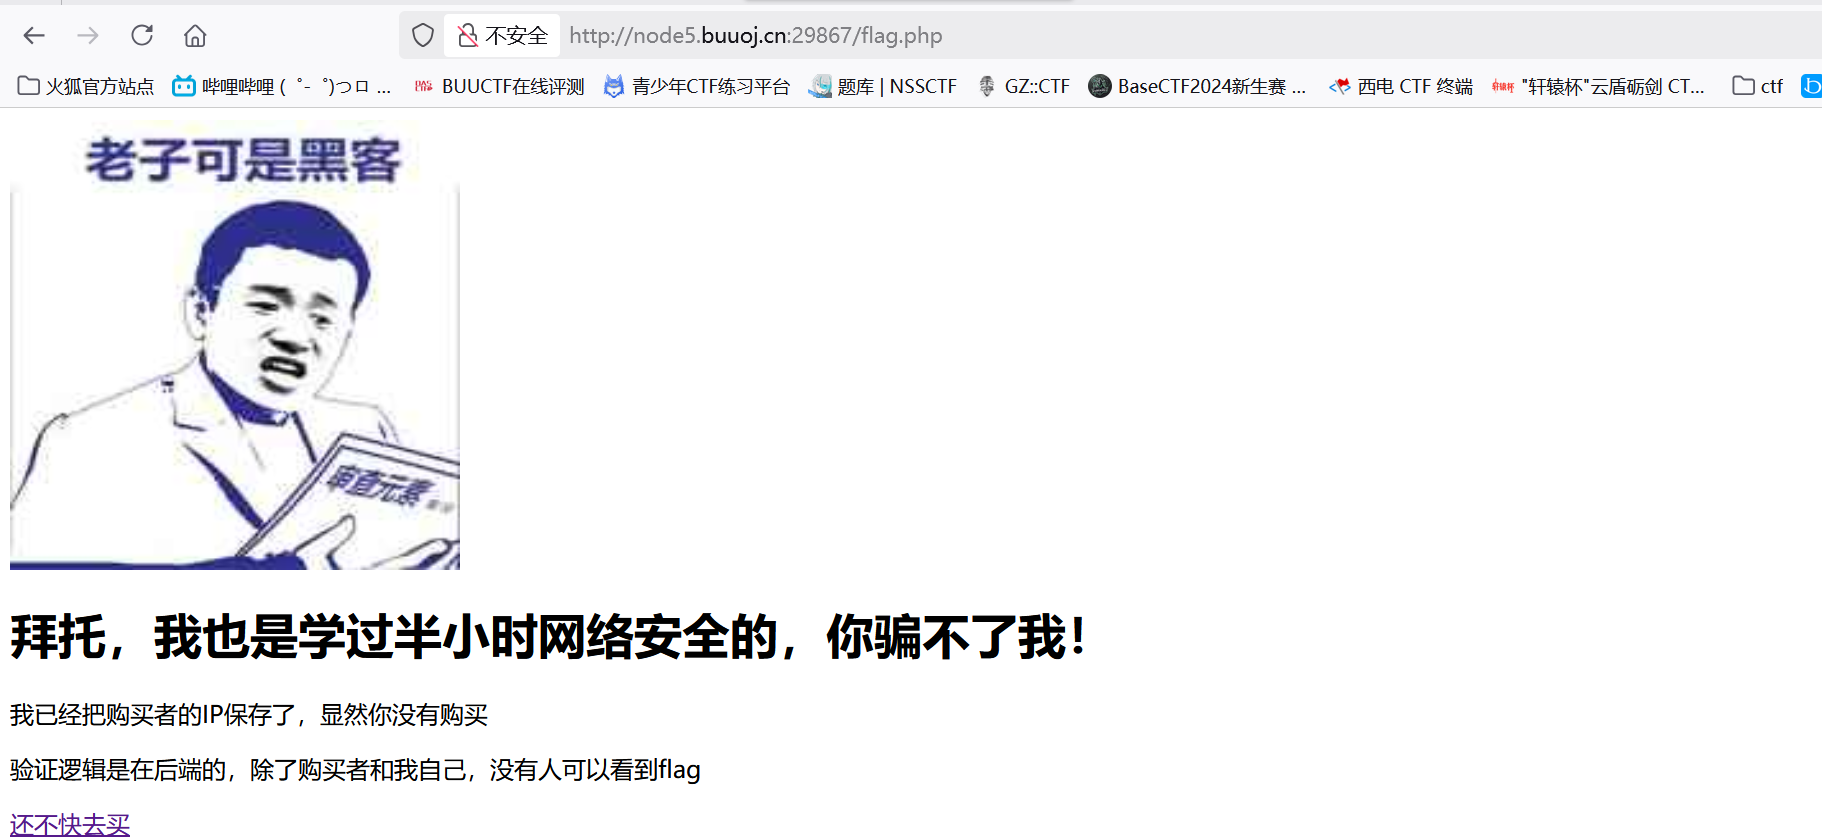 不安全 http://node5.buuoj.cn:29867/flag.php
火狐官方站点 哔哩哔哩 ( ゜- ゜)つロ ... BUUCTF在线评测 青少年CTF练习平台 题库 | NSSCTF GZ::CTF BaseCTF2024新生赛 ... 西电 CTF 终端 "轩辕杯"云盾砺剑 CT... ctf
老子可是黑客
审查元素
拜托，我也是学过半小时网络安全的，你骗不了我！
我已经把购买者的IP保存了，显然你没有购买
验证逻辑是在后端的，除了购买者和我自己，没有人可以看到flag
还不快去买